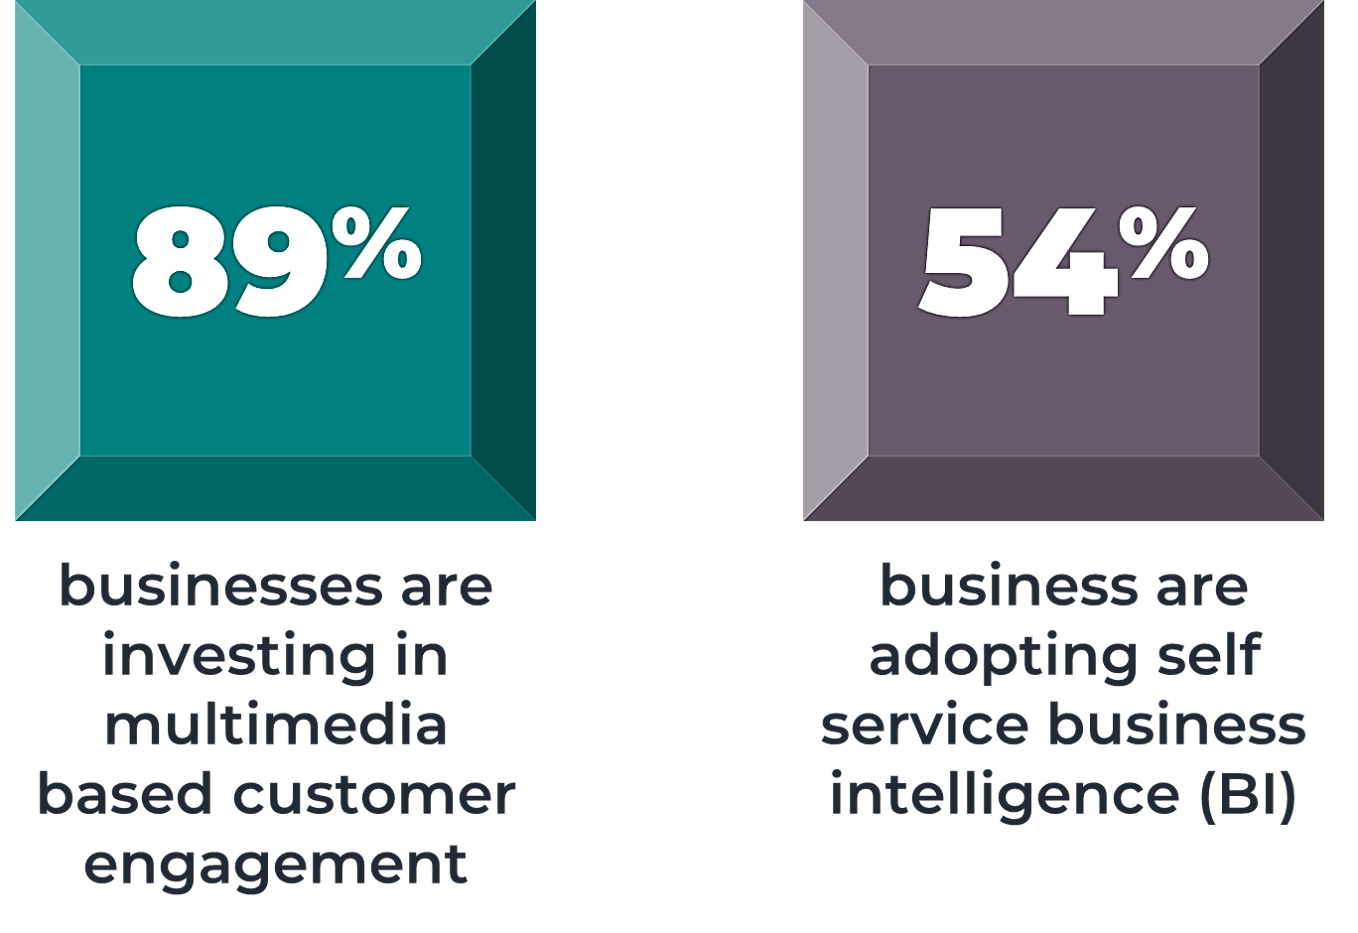 89%
businesses are
investing in
multimedia
based customer
engagement
54%
business are
adopting self
service business
intelligence (BI)